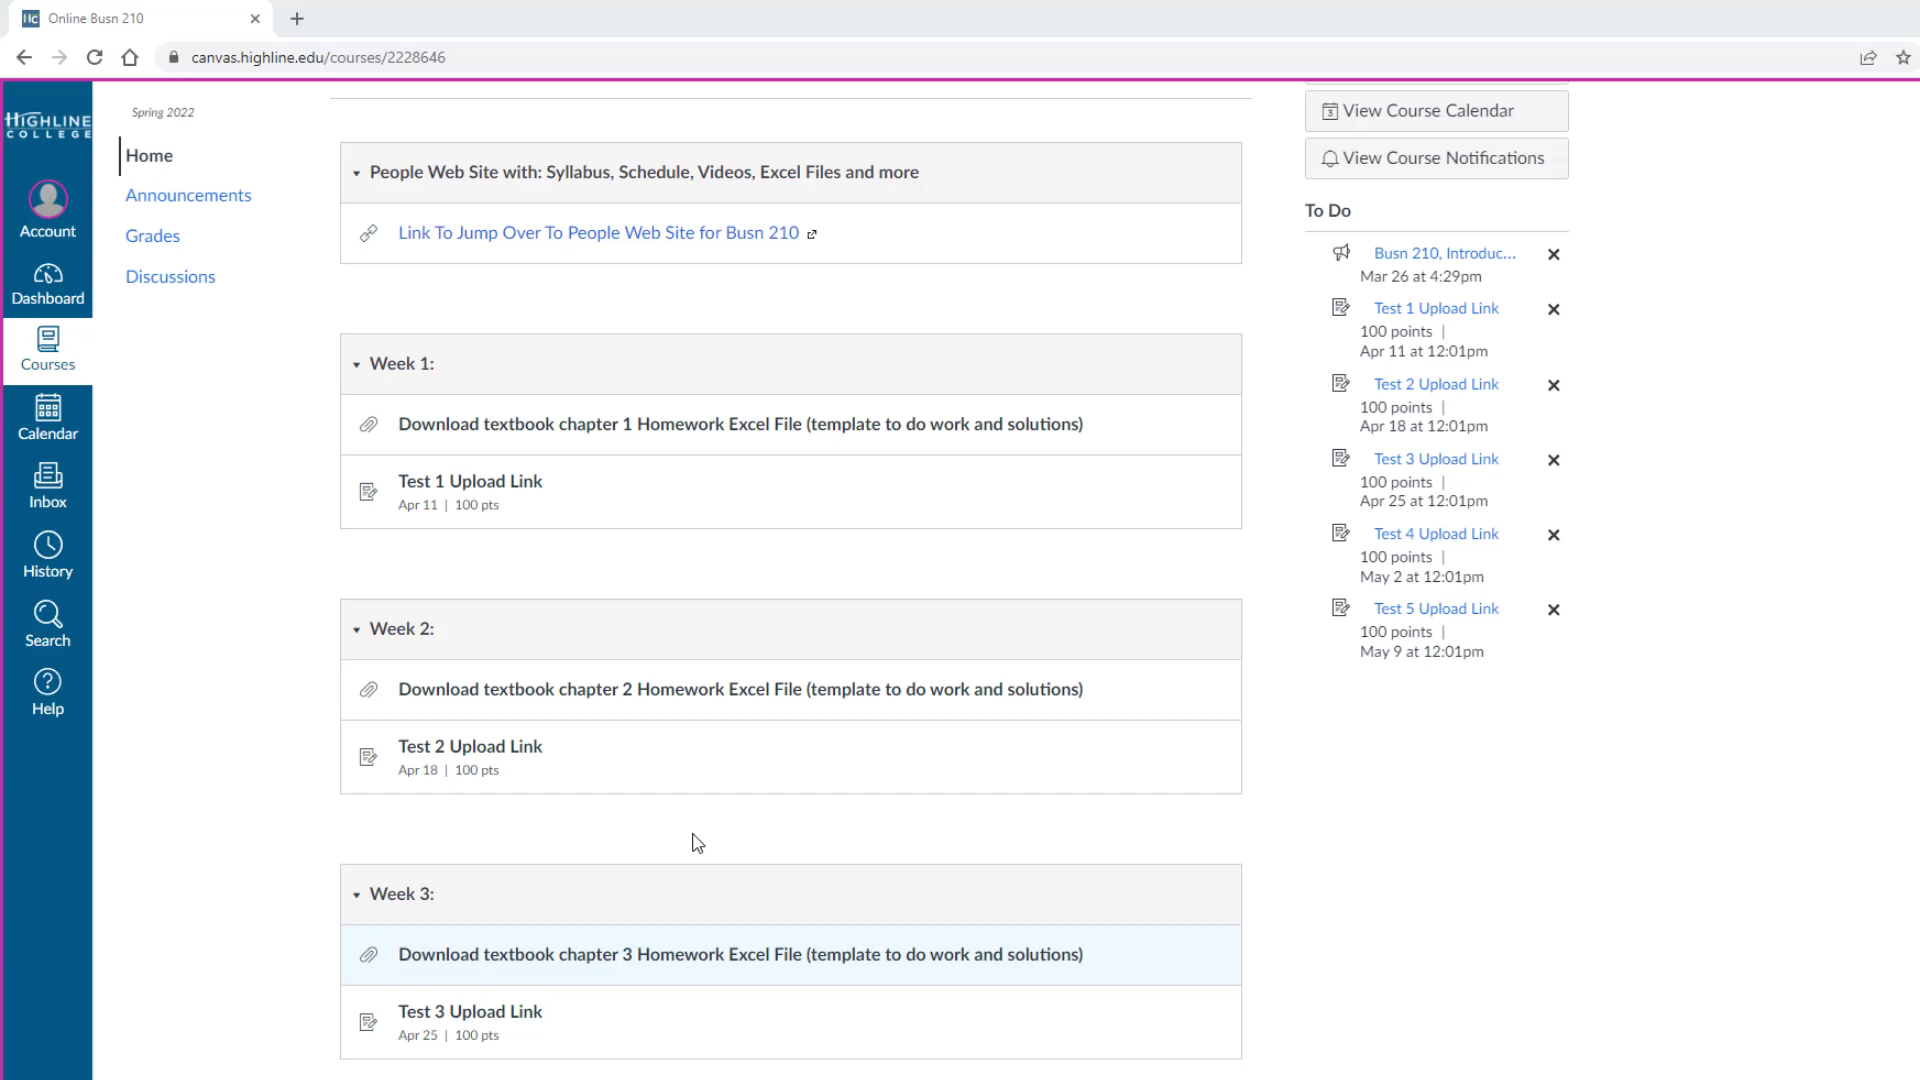 Hc Online Busn 210
canvas.highline.edu/courses/2228646
HIGHLINE
COLLEGE
Account
Dashboard
Courses
Calendar
Inbox
History
Search
Help
Spring 2022
Home
Announcements
Grades
Discussions
People Web Site with: Syllabus, Schedule, Videos, Excel Files and more
Link To Jump Over To People Web Site for Busn 210
Week 1:
Download textbook chapter 1 Homework Excel File (template to do work and solutions)
Test 1 Upload Link
Apr 11 | 100 pts
Week 2:
Download textbook chapter 2 Homework Excel File (template to do work and solutions)
Test 2 Upload Link
Apr 18 | 100 pts
Week 3:
Download textbook chapter 3 Homework Excel File (template to do work and solutions)
Test 3 Upload Link
Apr 25 | 100 pts
View Course Calendar
View Course Notifications
To Do
Busn 210, Introduc...
Mar 26 at 4:29pm
Test 1 Upload Link
100 points |
Apr 11 at 12:01pm
Test 2 Upload Link
100 points |
Apr 18 at 12:01pm
Test 3 Upload Link
100 points |
Apr 25 at 12:01pm
Test 4 Upload Link
100 points |
May 2 at 12:01pm
Test 5 Upload Link
100 points |
May 9 at 12:01pm